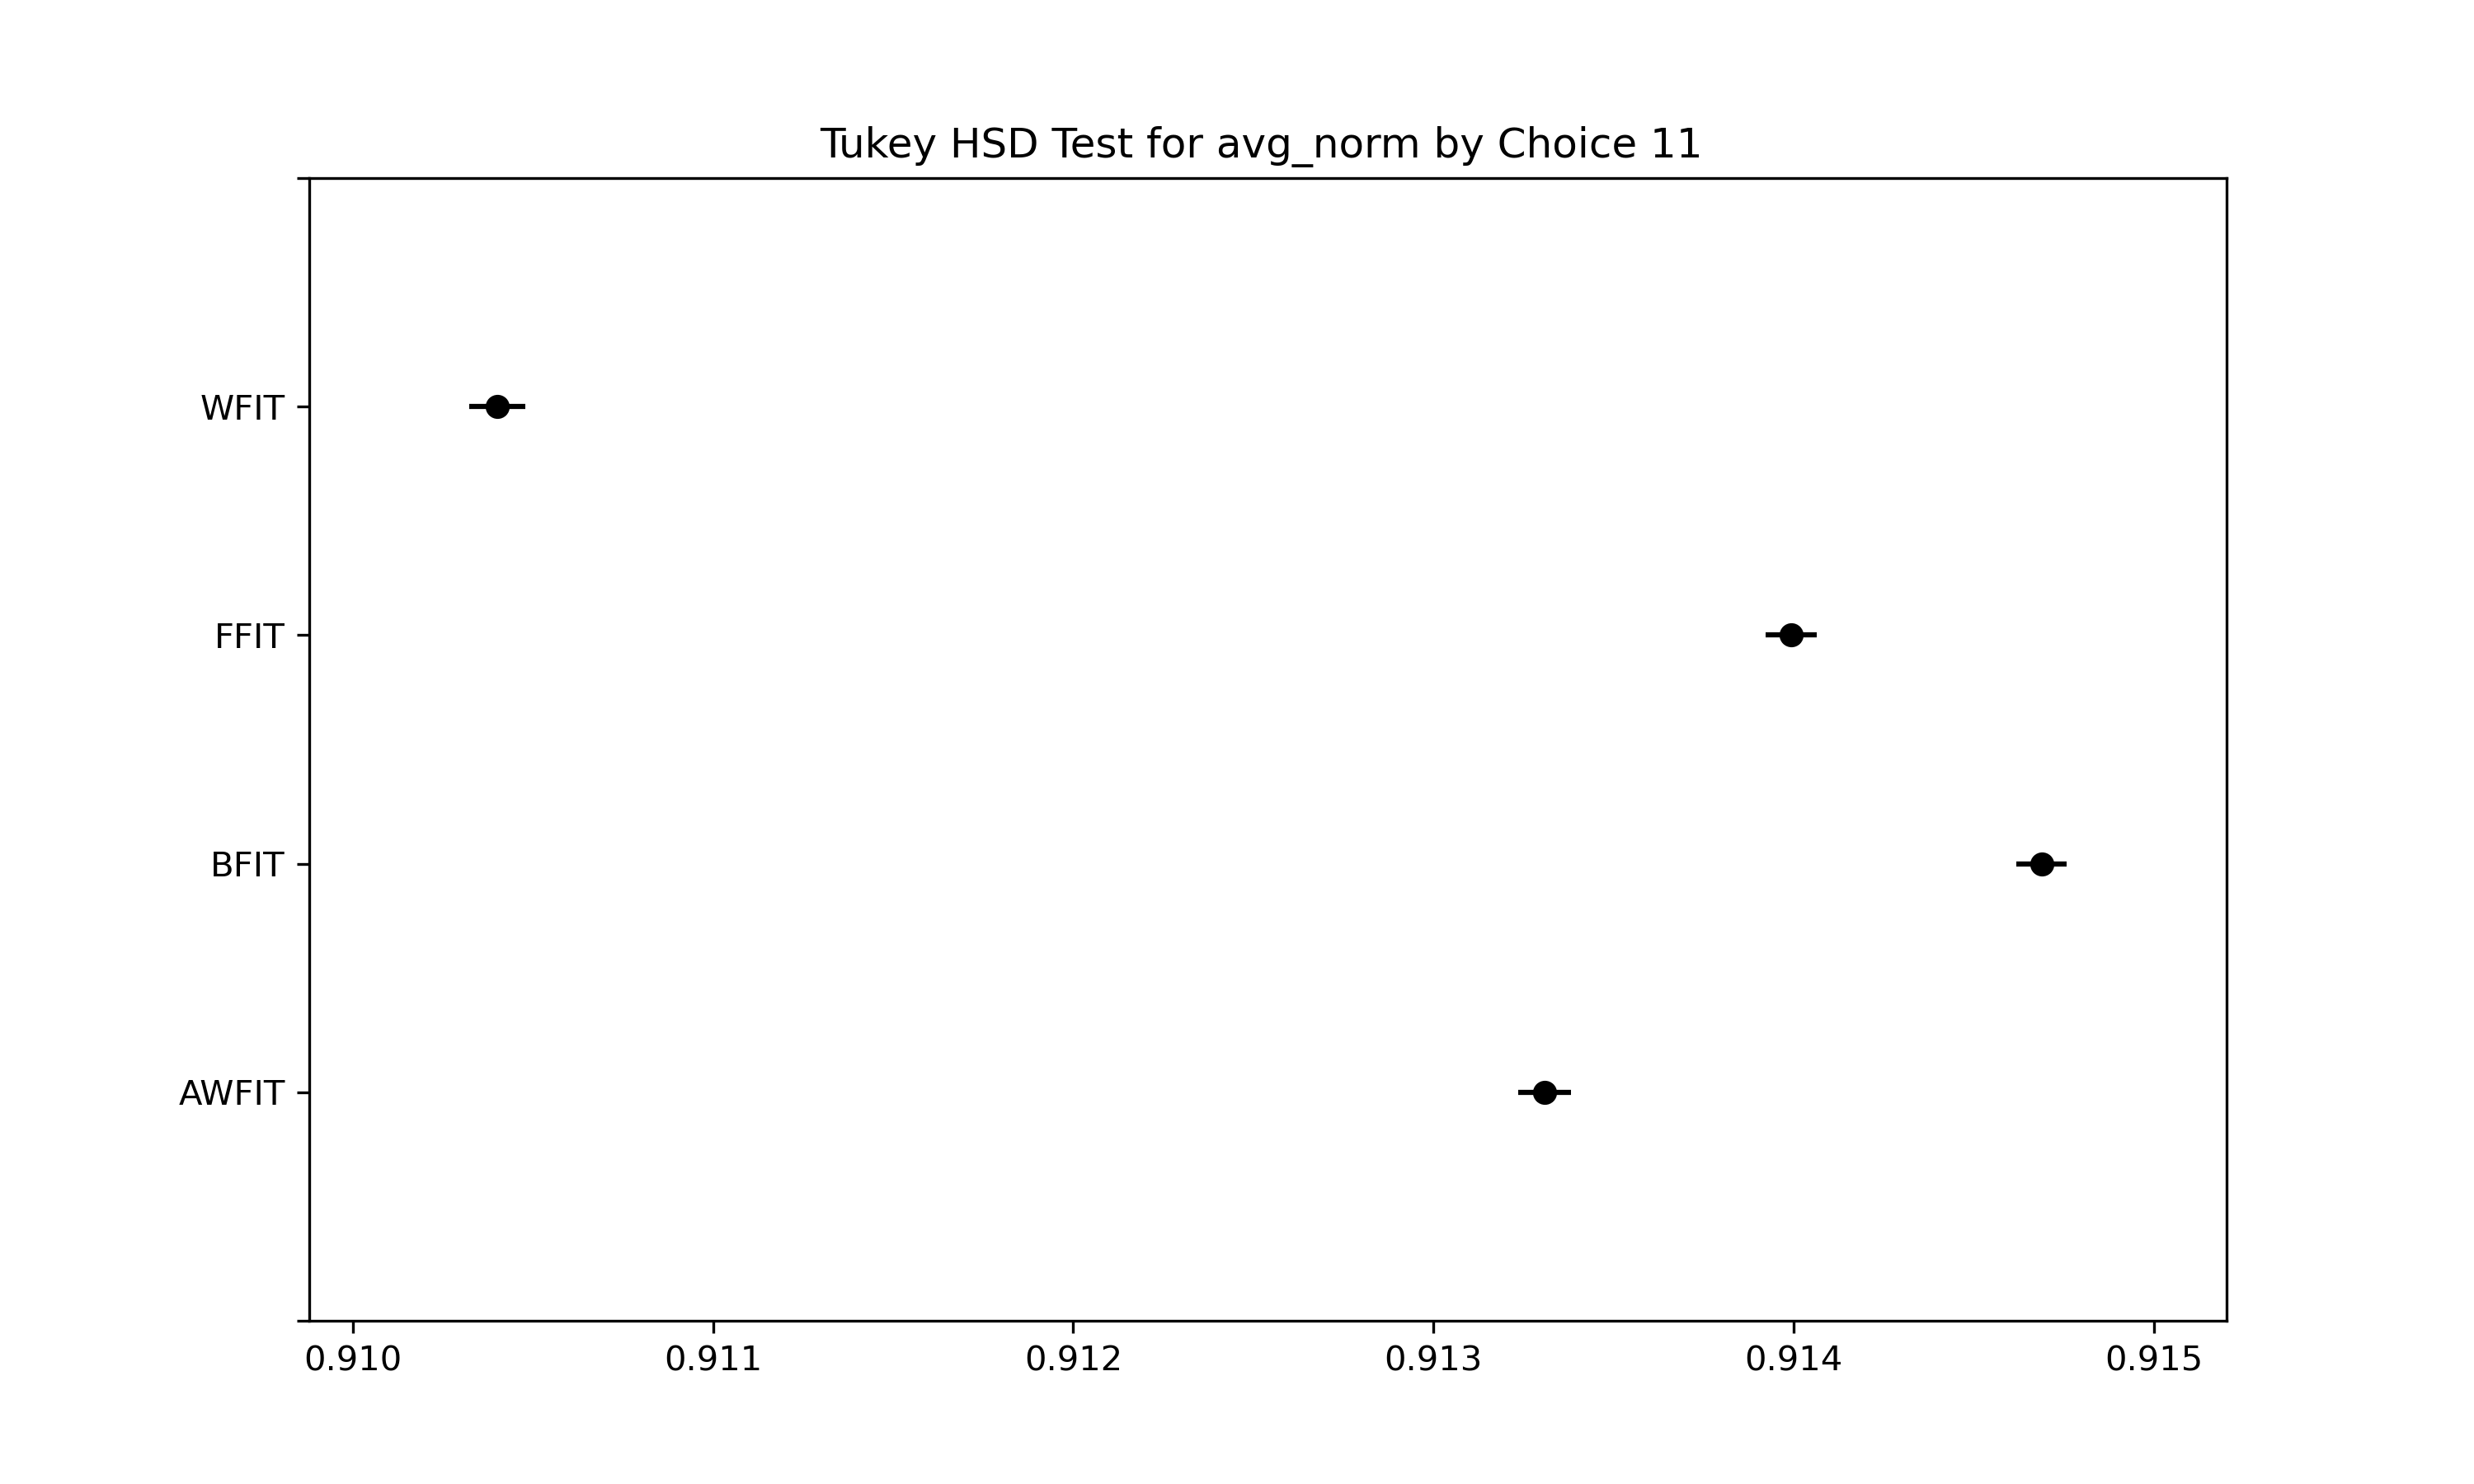 Tukey HSD Test for avg_norm by Choice 11
WFIT
FFIT
BFIT
AWFIT
0.910 0.911 0.912 0.913 0.914 0.915